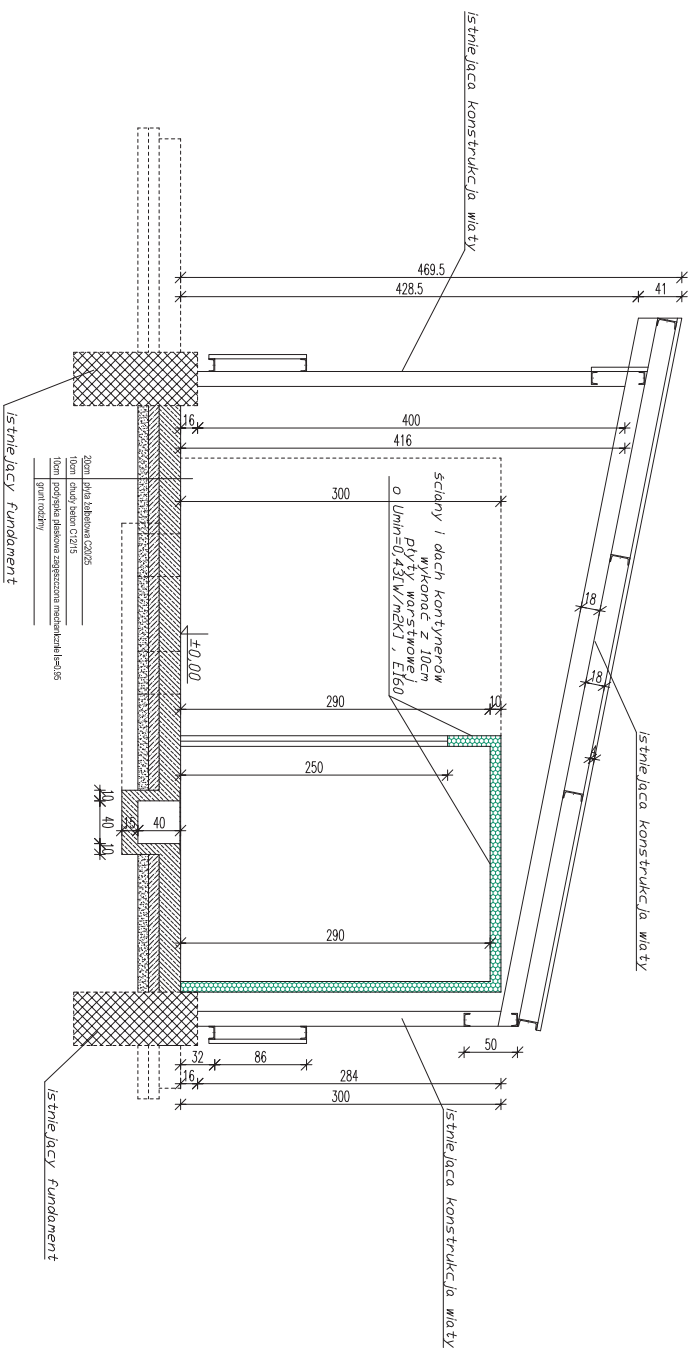 istniejąca konstrukcja wiaty
469.5
428.5
41
16
400
416
300
ściany i dach kontynerów
wykonać z 10cm
płyty warstwowej
o Umin=0,43[W/m2K] , EI60
±0,00
290
10
250
18
18
4
istniejąca konstrukcja wiaty
10
40
10
15
40
290
50
32
86
16
284
300
istniejąca konstrukcja wiaty
istniejący fundament
20cm płyta żelbetowa C20/25
10cm chudy beton C12/15
10cm podsypka piaskowa zagęszczona mechanicznie Is=0.95
grunt rodzimy
istniejący fundament